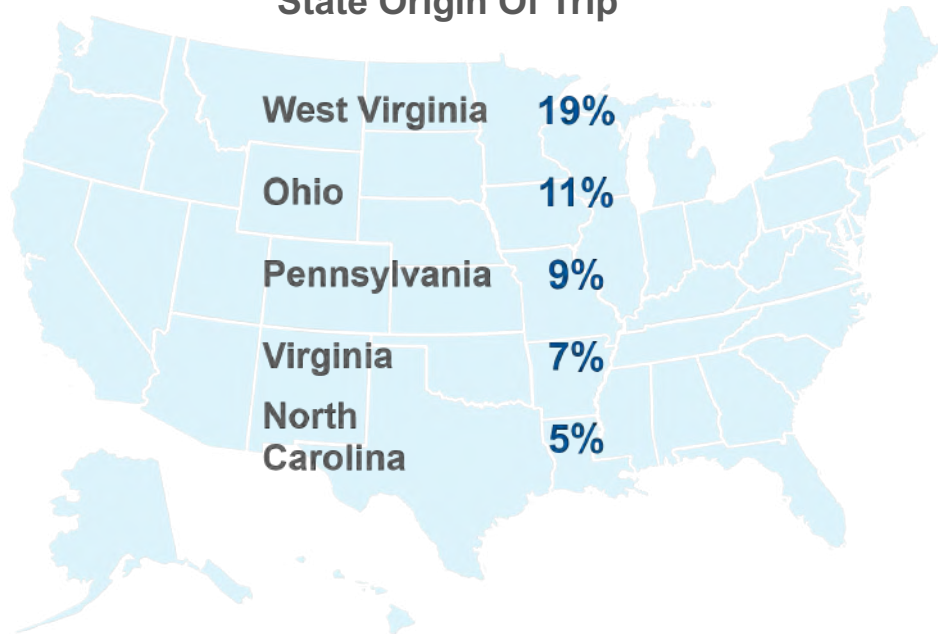 State Origin Of Trip
West Virginia 19%
Ohio 11%
Pennsylvania 9%
Virginia 7%
North
Carolina 5%